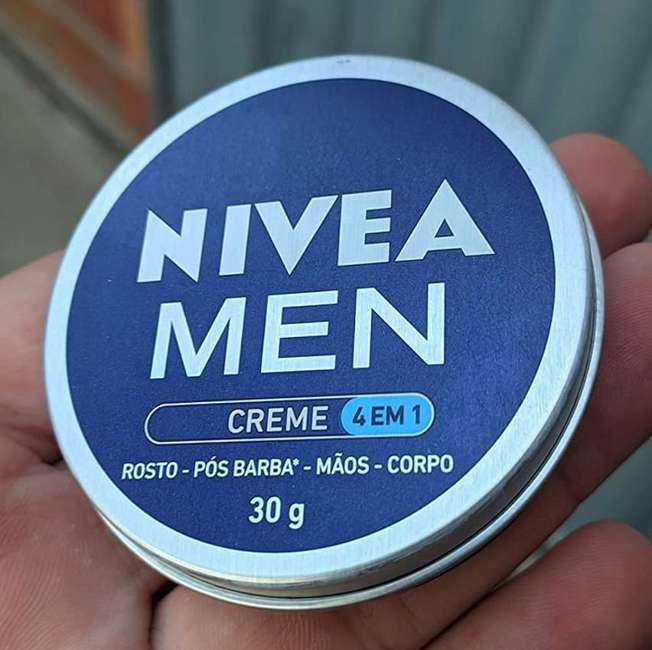 NIVEA
MEN
CREME 4 EM 1
ROSTO - PÓS BARBA* - MÃOS - CORPO
30 g